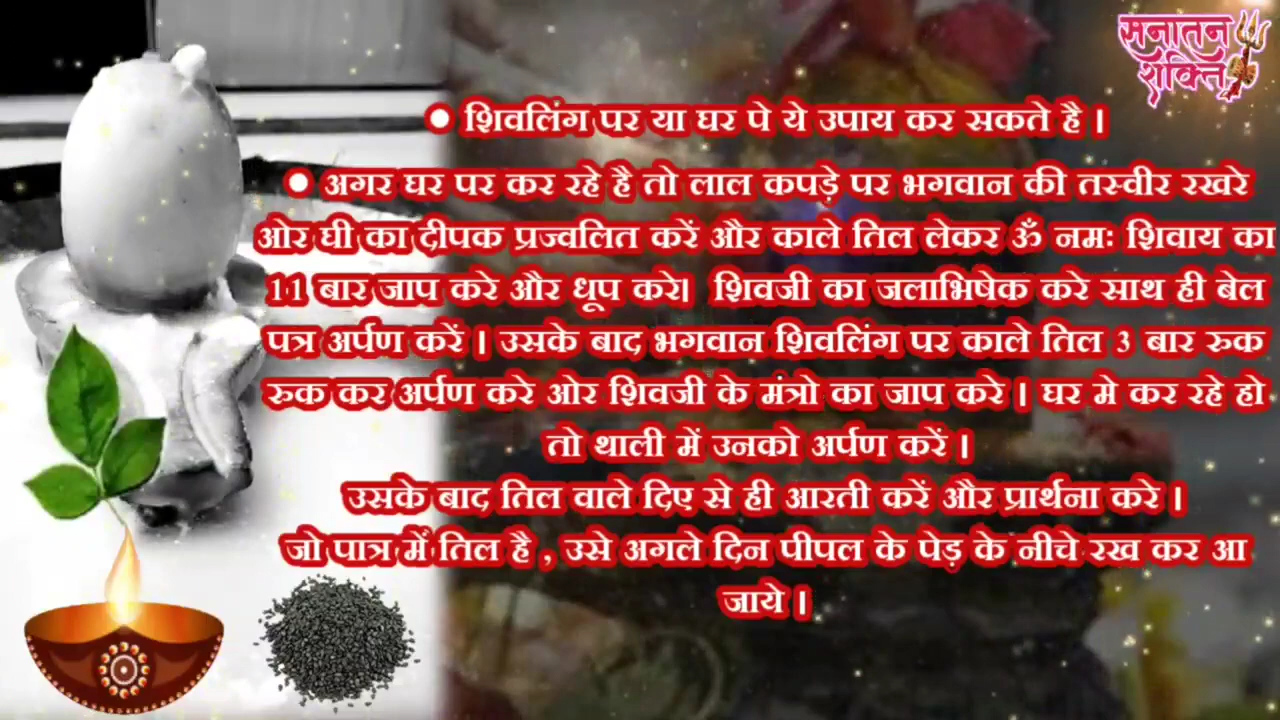 सनातन
शक्ति
• शिवलिंग पर या घर पे ये उपाय कर सकते है ।
• अगर घर पर कर रहे है तो लाल कपड़े पर भगवान की तस्वीर रखरे
ओर घी का दीपक प्रज्वलित करें और काले तिल लेकर ॐ नमः शिवाय का
11 बार जाप करे और धूप करे। शिवजी का जलाभिषेक करे साथ ही बेल
पत्र अर्पण करें । उसके बाद भगवान शिवलिंग पर काले तिल 3 बार रुक
रुक कर अर्पण करे ओर शिवजी के मंत्रो का जाप करे । घर मे कर रहे हो
तो थाली में उनको अर्पण करें ।
उसके बाद तिल वाले दिए से ही आरती करें और प्रार्थना करे ।
जो पात्र में तिल है , उसे अगले दिन पीपल के पेड़ के नीचे रख कर आ
जाये ।